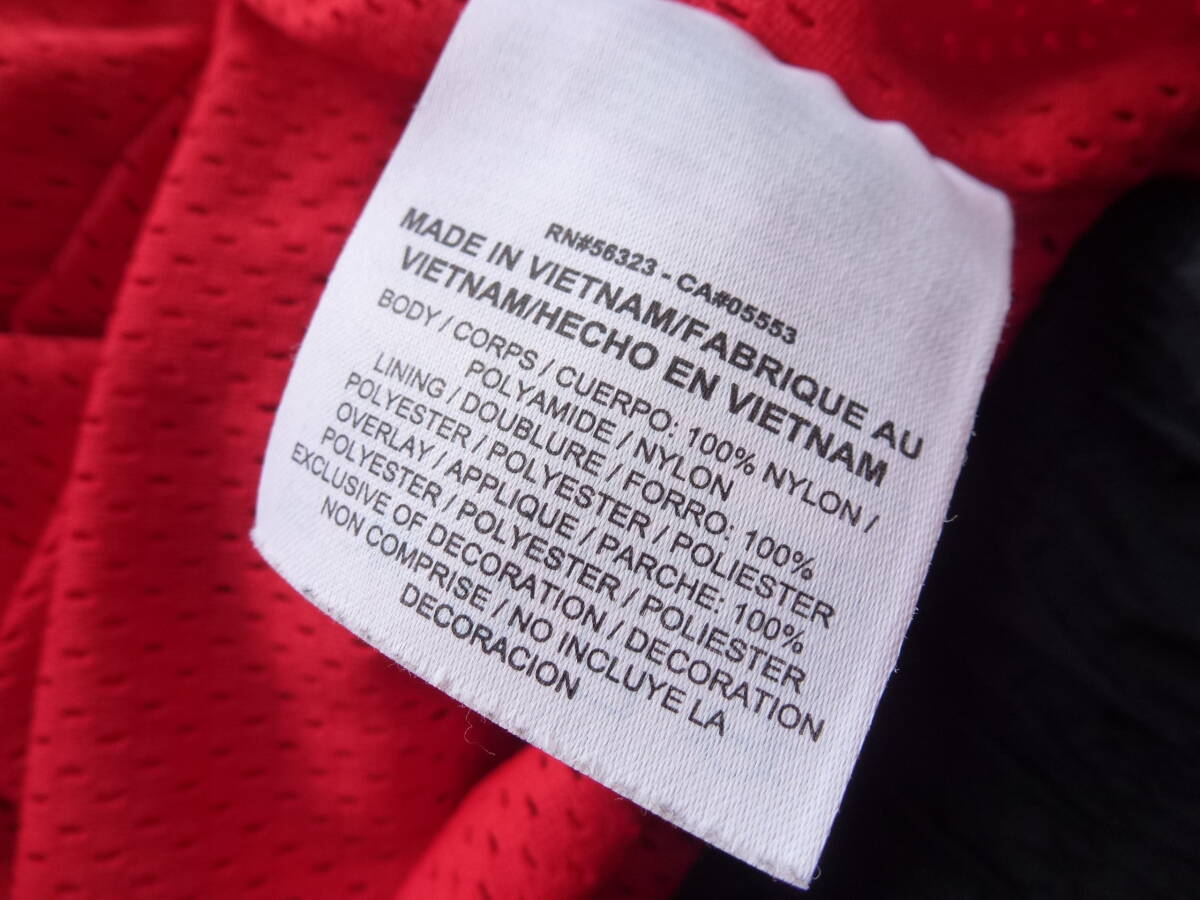 RN#56323 - CA#05553
MADE IN VIETNAM/FABRIQUE AU
VIETNAM/HECHO EN VIETNAM
BODY / CORPS / CUERPO: 100% NYLON /
POLYAMIDE / NYLON
LINING / DOUBLURE / FORRO: 100%
POLYESTER / POLYESTER / POLIESTER
OVERLAY / APPLIQUE / PARCHE: 100%
POLYESTER / POLYESTER / POLIESTER
EXCLUSIVE OF DECORATION / DECORATION
NON COMPRISE / NO INCLUYE LA
DECORACION